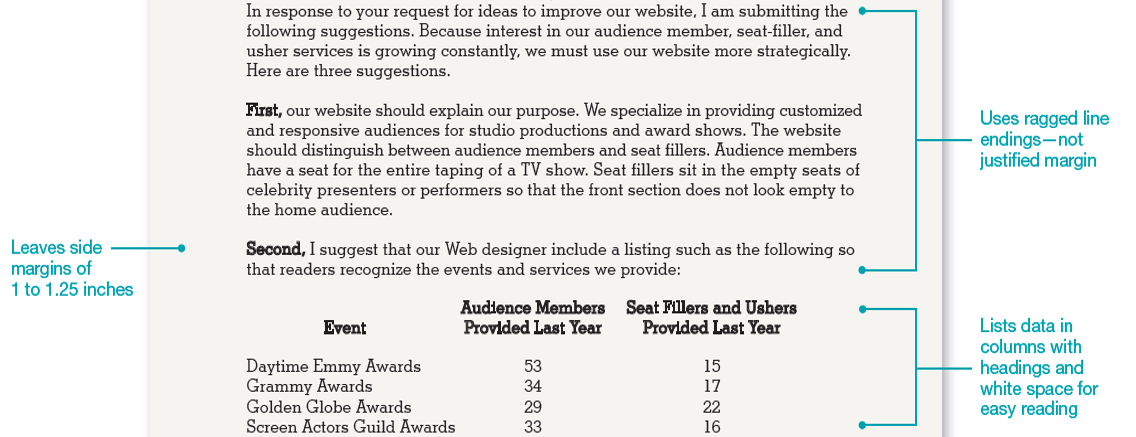 In response to your request for ideas to improve our website, I am submitting the
following suggestions. Because interest in our audience member, seat-filler, and
usher services is growing constantly, we must use our website more strategically.
Here are three suggestions.
First, our website should explain our purpose. We specialize in providing customized
and responsive audiences for studio productions and award shows. The website
should distinguish between audience members and seat fillers. Audience members
have a seat for the entire taping of a TV show. Seat fillers sit in the empty seats of
celebrity presenters or performers so that the front section does not look empty to
the home audience.
Second, I suggest that our Web designer include a listing such as the following so
that readers recognize the events and services we provide:
Audience Members Seat Fillers and Ushers
Event Provided Last Year Provided Last Year
Daytime Emmy Awards 53 15
Grammy Awards 34 17
Golden Globe Awards 29 22
Screen Actors Guild Awards 33 16
Leaves side
margins of
1 to 1.25 inches
Uses ragged line
endings—not
justified margin
Lists data in
columns with
headings and
white space for
easy reading